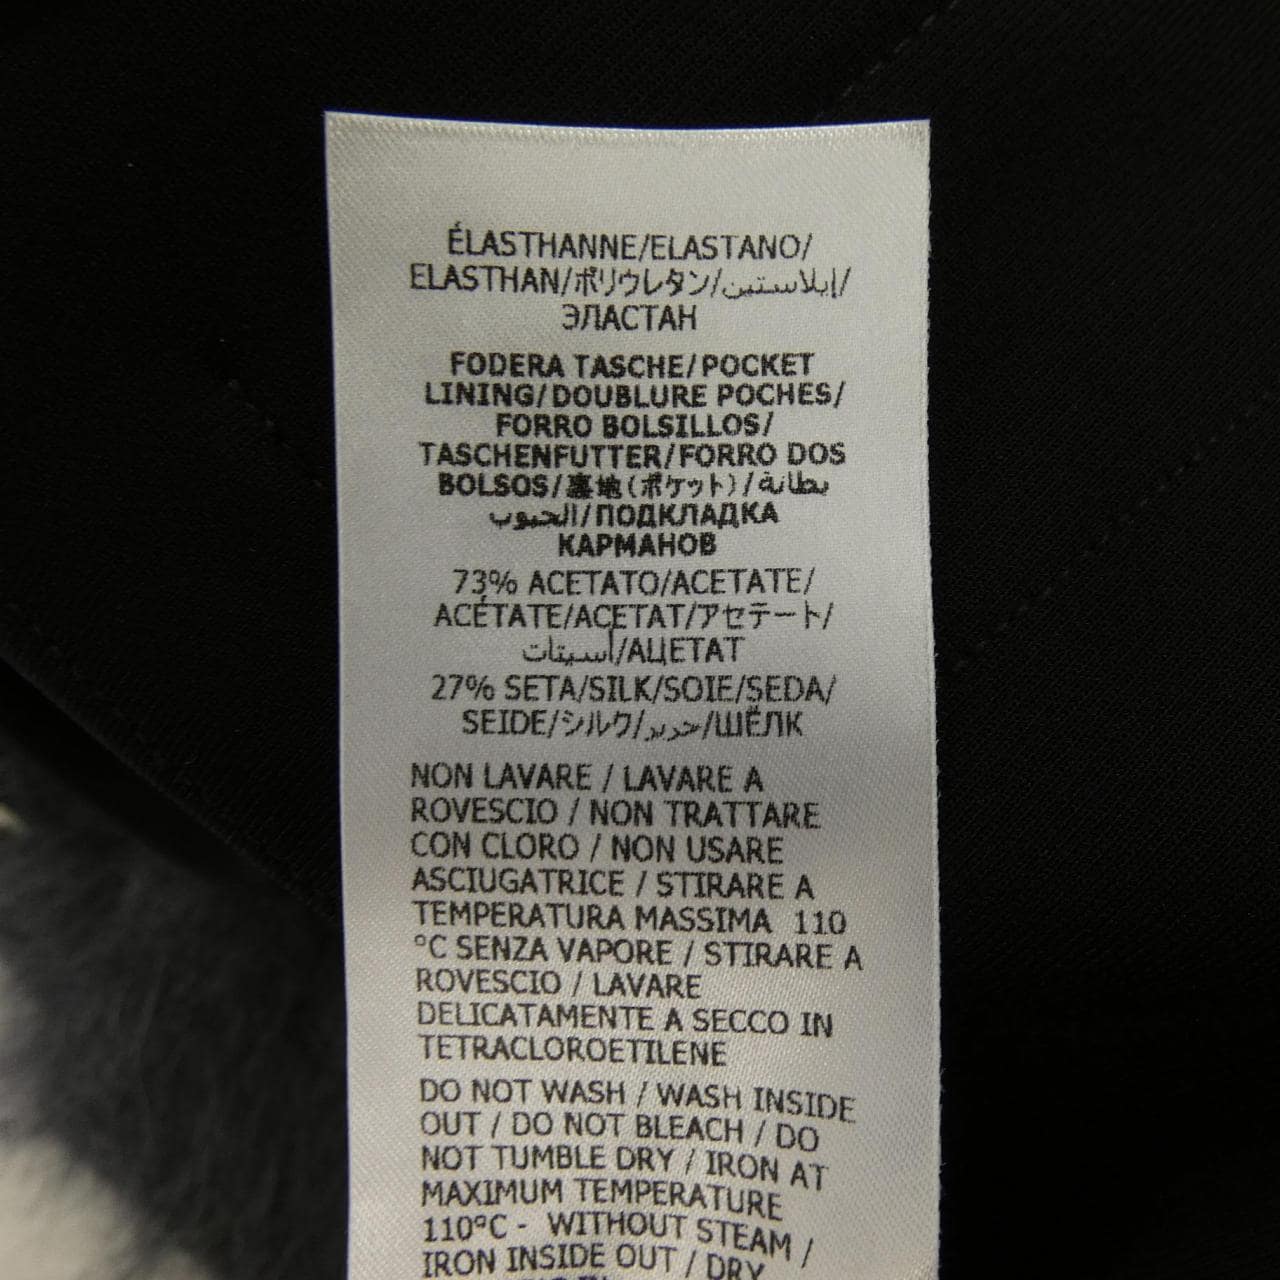 ÉLASTHANNE/ELASTANO/
ELASTHAN/ポリウレタン/إيلاستين/
ЭЛАСТАН
FODERA TASCHE/POCKET
LINING/DOUBLURE POCHES/
FORRO BOLSILLOS/
TASCHENFUTTER/FORRO DOS
BOLSOS/裏地(ポケット)/بطانة
الجيوب/ПОДКЛАДКА
КАРМАНОВ
73% ACETATO/ACETATE/
ACÉTATE/AÇETAT/アセテート/
أسيتات/АЦЕТАТ
27% SETA/SILK/SOIE/SEDA/
SEIDE/シルク/حرير/ШЁЛК
NON LAVARE / LAVARE A
ROVESCIO / NON TRATTARE
CON CLORO / NON USARE
ASCIUGATRICE / STIRARE A
TEMPERATURA MASSIMA 110
°C SENZA VAPORE / STIRARE A
ROVESCIO / LAVARE
DELICATAMENTE A SECCO IN
TETRACLOROETILENE
DO NOT WASH / WASH INSIDE
OUT / DO NOT BLEACH / DO
NOT TUMBLE DRY / IRON AT
MAXIMUM TEMPERATURE
110°C - WITHOUT STEAM /
IRON INSIDE OUT / DRY